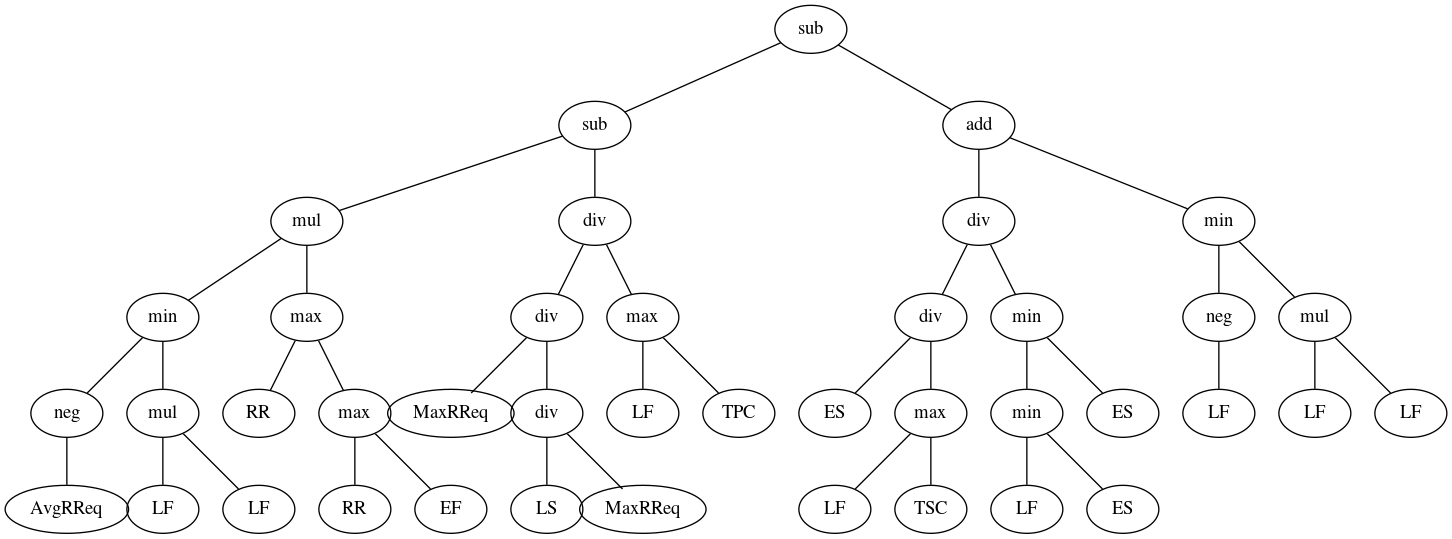 sub
sub add
mul div div min
min max div max div min neg mul
neg mul RR max MaxRReq div LF TPC ES max min ES LF LF LF
AvgRReq LF LF RR EF LS MaxRReq LF TSC LF ES